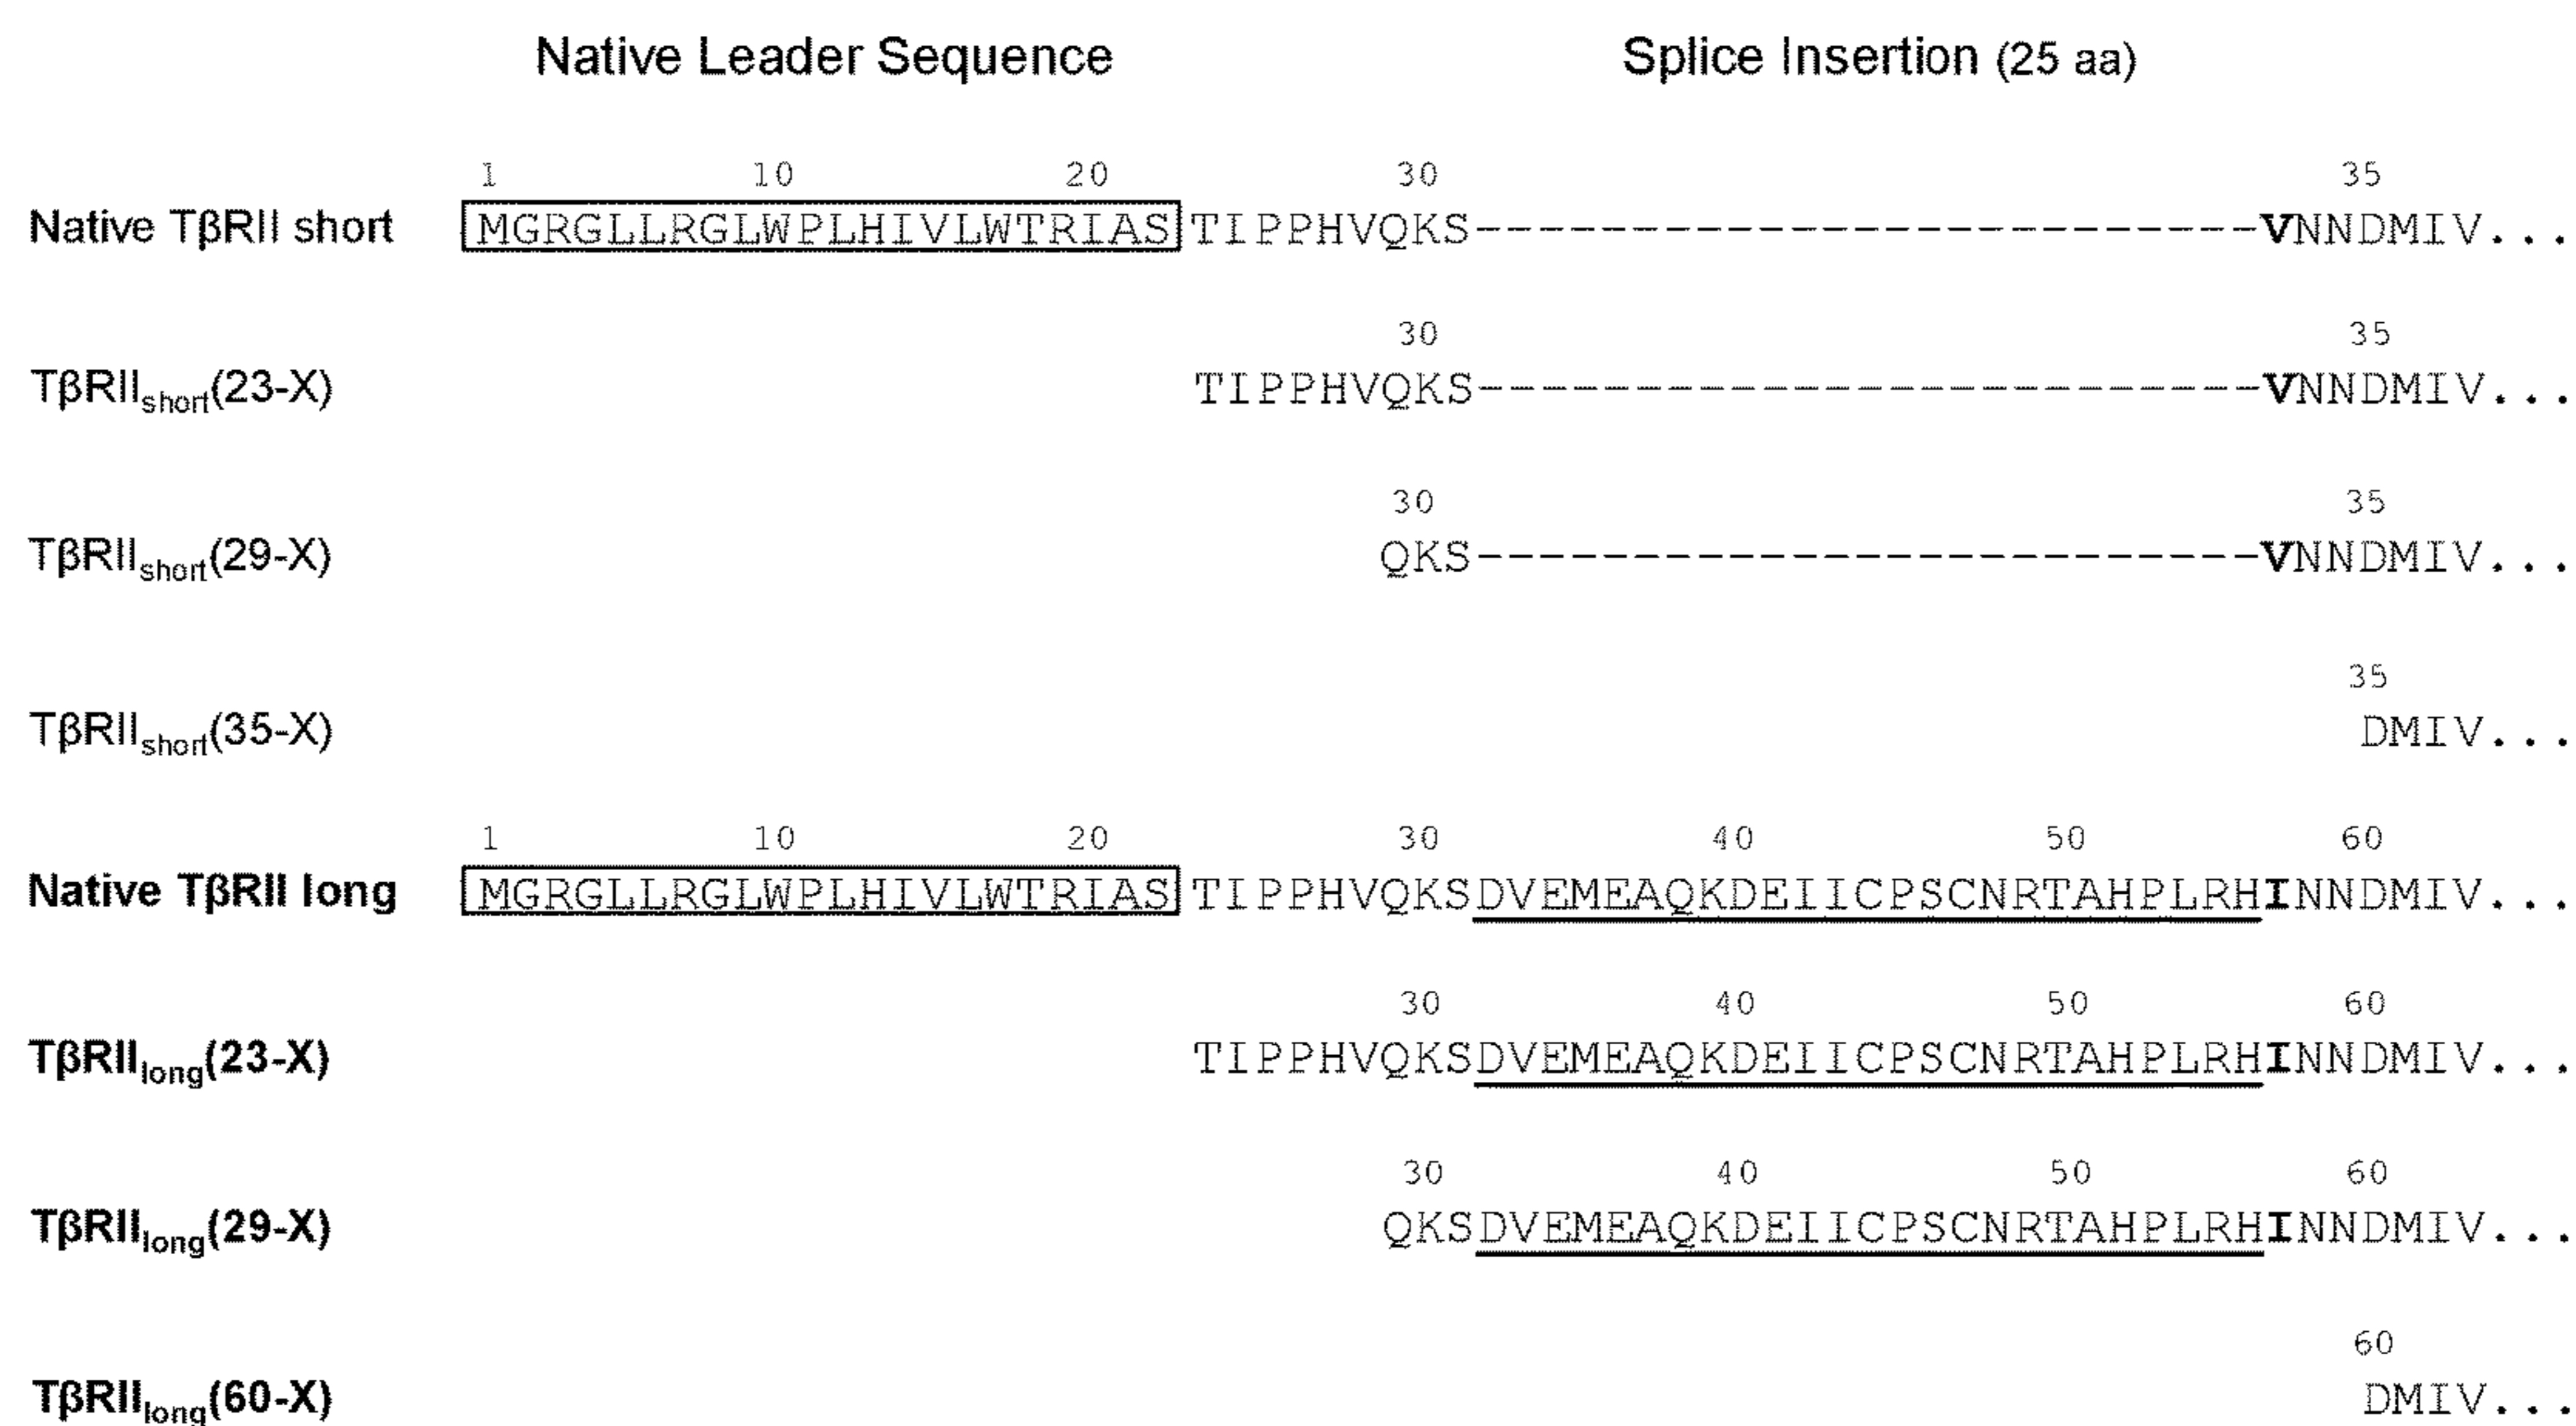 Native Leader Sequence Splice Insertion (25 aa)
1 10 20 30 35
Native TβRII short MGRGLLRGLWPLHIVLWTRIAS TIPPHVQKS-------------------------VNNDMIV...
30 35
TβRIIshort(23-X) TIPPHVQKS-------------------------VNNDMIV...
30 35
TβRIIshort(29-X) QKS-------------------------VNNDMIV...
35
TβRIIshort(35-X) DMIV...
1 10 20 30 40 50 60
Native TβRII long MGRGLLRGLWPLHIVLWTRIAS TIPPHVQKSDVEMEAQKDEIICPSCNRTAHPLRHINNDMIV...
30 40 50 60
TβRIIlong(23-X) TIPPHVQKSDVEMEAQKDEIICPSCNRTAHPLRHINNDMIV...
30 40 50 60
TβRIIlong(29-X) QKSDVEMEAQKDEIICPSCNRTAHPLRHINNDMIV...
60
TβRIIlong(60-X) DMIV...